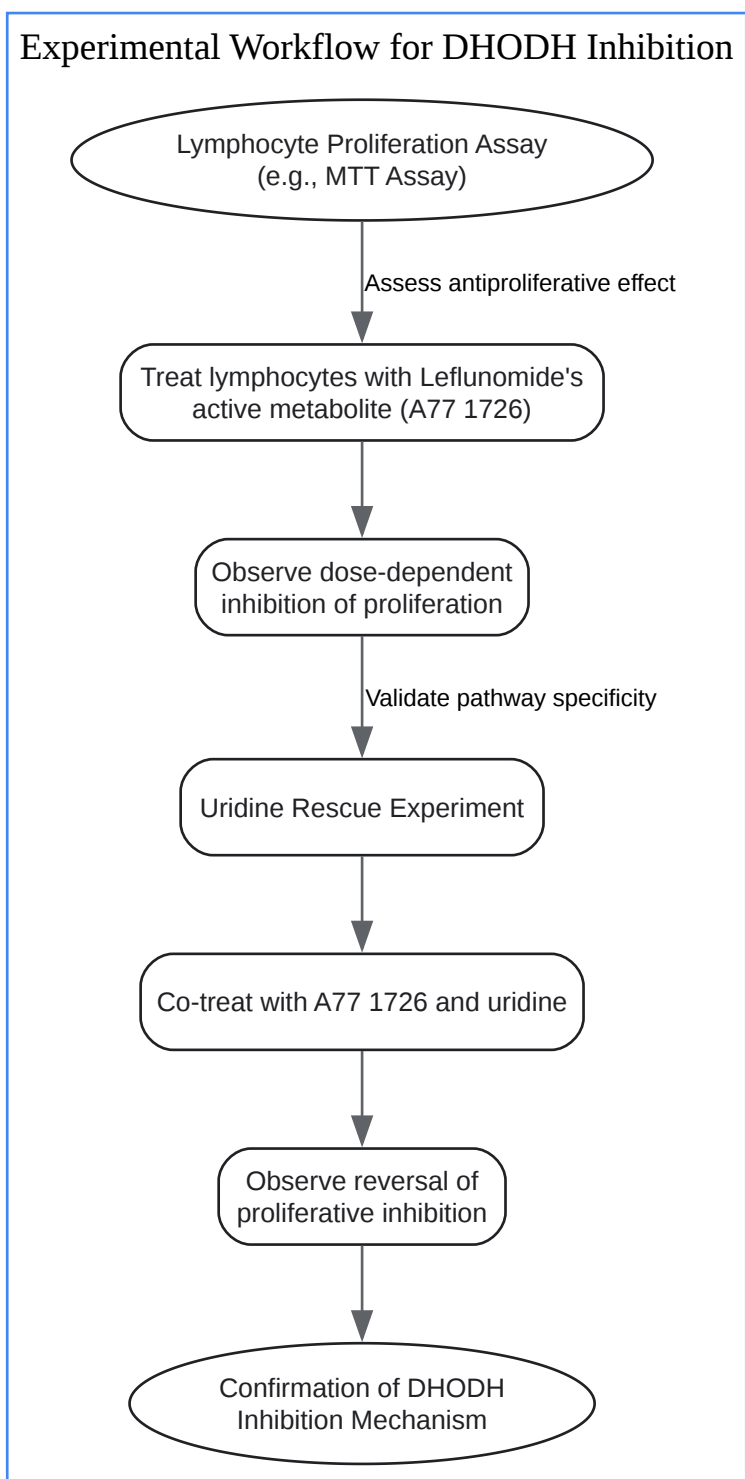 Experimental Workflow for DHODH Inhibition
Lymphocyte Proliferation Assay
(e.g., MTT Assay)
Assess antiproliferative effect
Treat lymphocytes with Leflunomide's
active metabolite (A77 1726)
Observe dose-dependent
inhibition of proliferation
Validate pathway specificity
Uridine Rescue Experiment
Co-treat with A77 1726 and uridine
Observe reversal of
proliferative inhibition
Confirmation of DHODH
Inhibition Mechanism